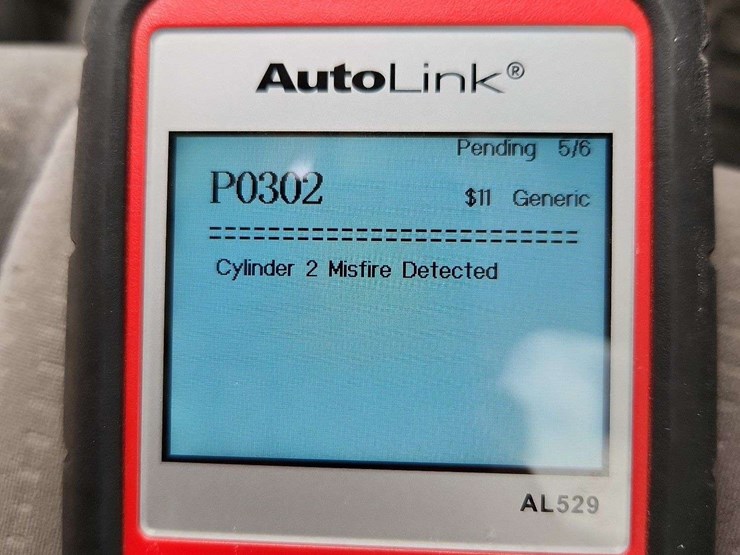 AutoLink®
Pending 5/6
P0302 $11 Generic
================================
Cylinder 2 Misfire Detected
AL529